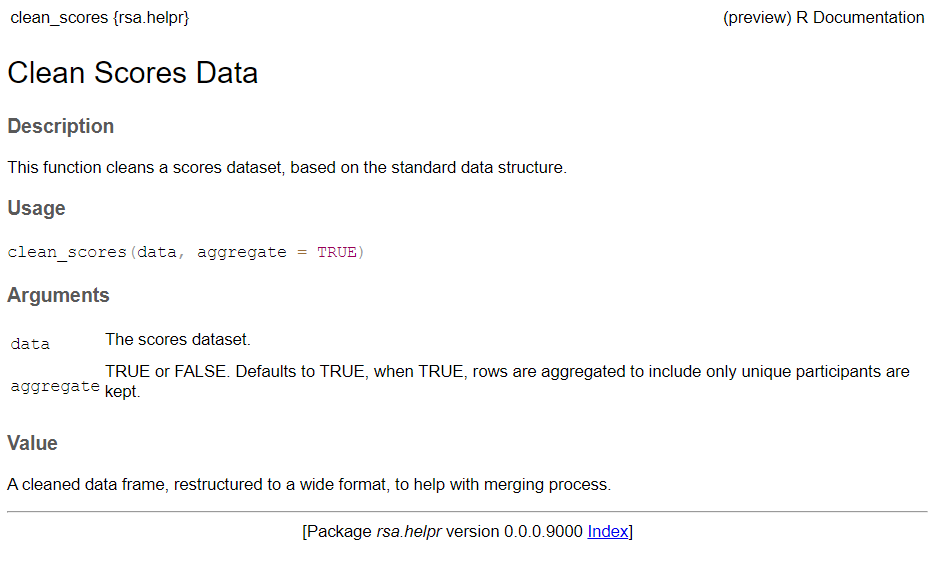 clean_scores {rsa.helpr} (preview) R Documentation
Clean Scores Data
Description
This function cleans a scores dataset, based on the standard data structure.
Usage
clean_scores(data, aggregate = TRUE)
Arguments
data The scores dataset.
aggregate TRUE or FALSE. Defaults to TRUE, when TRUE, rows are aggregated to include only unique participants are
kept.
Value
A cleaned data frame, restructured to a wide format, to help with merging process.
[Package rsa.helpr version 0.0.0.9000 Index]